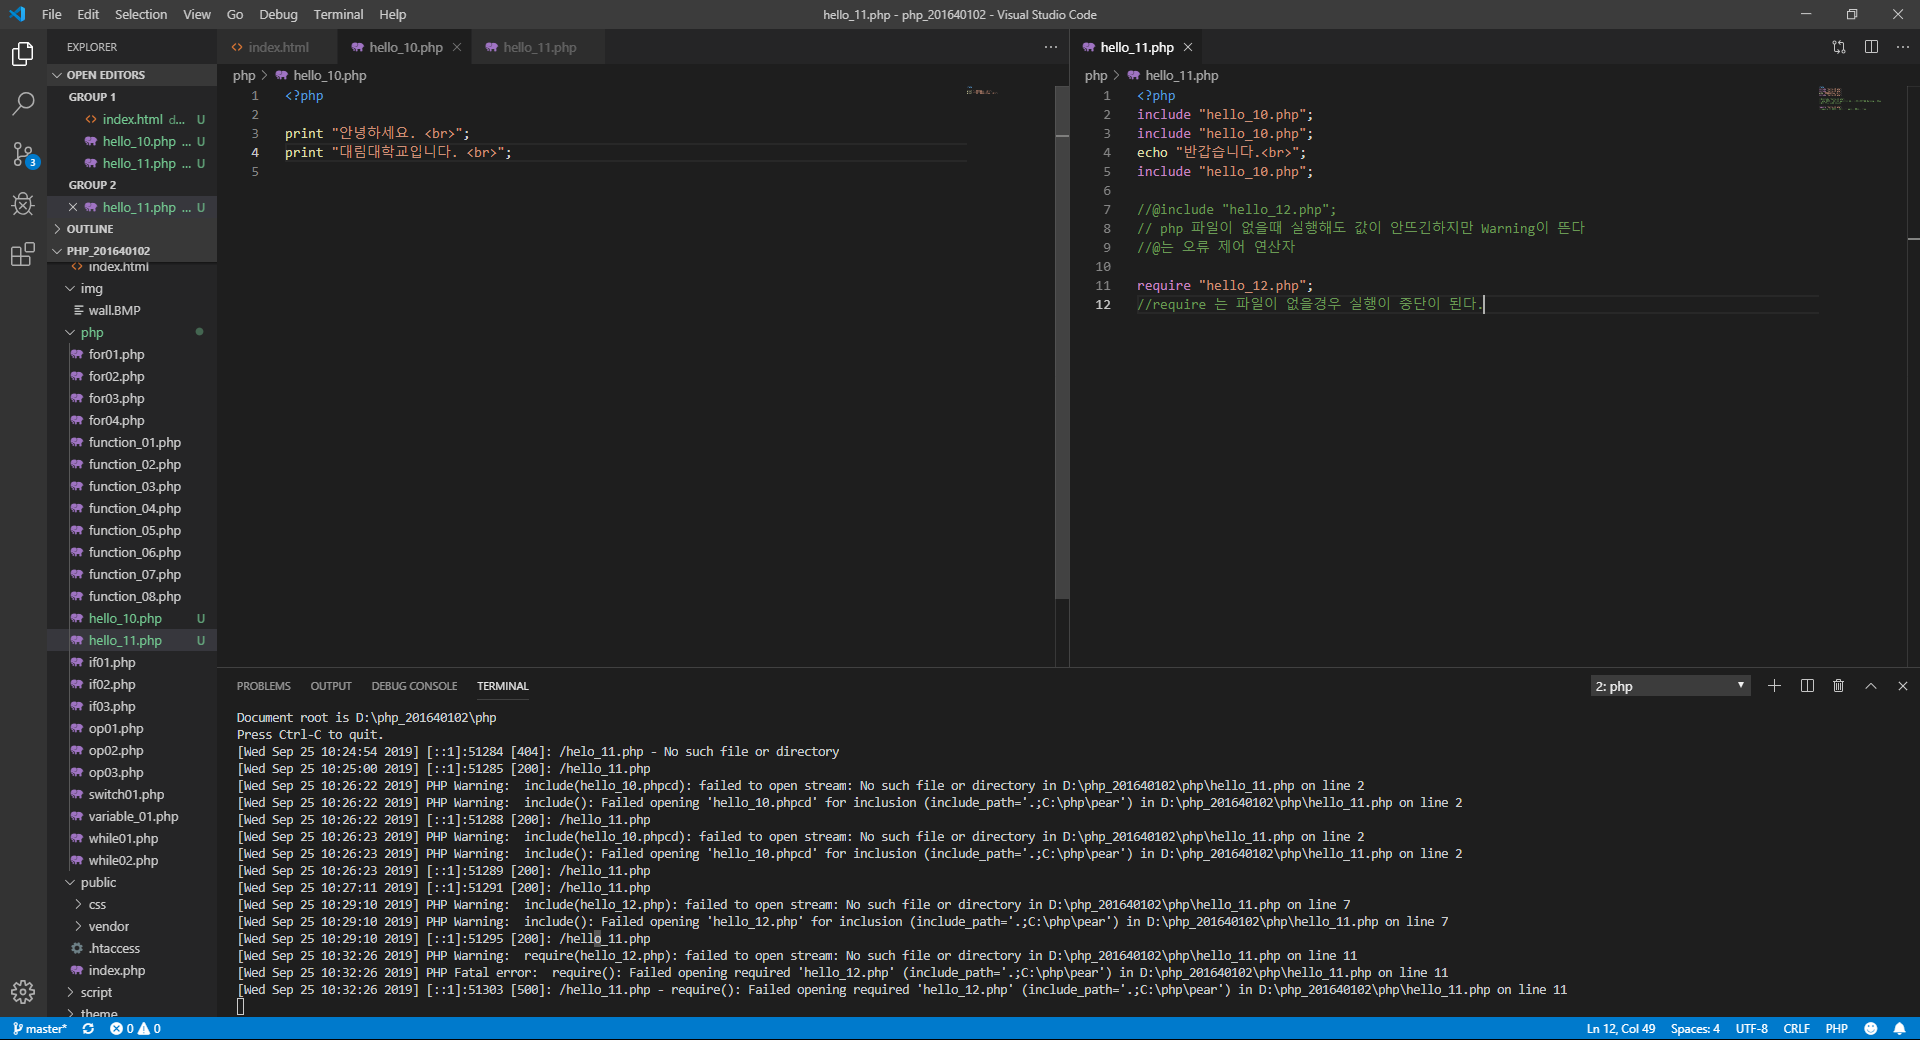 File Edit Selection View Go Debug Terminal Help
hello_11.php - php_201640102 - Visual Studio Code
EXPLORER
OPEN EDITORS
GROUP 1
index.html d... U
hello_10.php ... U
hello_11.php ... U
GROUP 2
hello_11.php ... U
OUTLINE
PHP_201640102
index.html
img
wall.BMP
php
for01.php
for02.php
for03.php
for04.php
function_01.php
function_02.php
function_03.php
function_04.php
function_05.php
function_06.php
function_07.php
function_08.php
hello_10.php U
hello_11.php U
if01.php
if02.php
if03.php
op01.php
op02.php
op03.php
switch01.php
variable_01.php
while01.php
while02.php
public
css
vendor
.htaccess
index.php
script
theme
3
index.html hello_10.php hello_11.php
php > hello_10.php
1 <?php
2
3 print "안녕하세요. <br>";
4 print "대림대학교입니다. <br>";
5
hello_11.php
php > hello_11.php
1 <?php
2 include "hello_10.php";
3 include "hello_10.php";
4 echo "반갑습니다.<br>";
5 include "hello_10.php";
6
7 //@include "hello_12.php";
8 // php 파일이 없을때 실행해도 값이 안뜨긴하지만 Warning이 뜬다
9 //@는 오류 제어 연산자
10
11 require "hello_12.php";
12 //require 는 파일이 없을경우 실행이 중단이 된다.
PROBLEMS OUTPUT DEBUG CONSOLE TERMINAL
2: php
Document root is D:\php_201640102\php
Press Ctrl-C to quit.
[Wed Sep 25 10:24:54 2019] [::1]:51284 [404]: /helo_11.php - No such file or directory
[Wed Sep 25 10:25:00 2019] [::1]:51285 [200]: /hello_11.php
[Wed Sep 25 10:26:22 2019] PHP Warning:  include(hello_10.phpcd): failed to open stream: No such file or directory in D:\php_201640102\php\hello_11.php on line 2
[Wed Sep 25 10:26:22 2019] PHP Warning:  include(): Failed opening 'hello_10.phpcd' for inclusion (include_path='.;C:\php\pear') in D:\php_201640102\php\hello_11.php on line 2
[Wed Sep 25 10:26:22 2019] [::1]:51288 [200]: /hello_11.php
[Wed Sep 25 10:26:23 2019] PHP Warning:  include(hello_10.phpcd): failed to open stream: No such file or directory in D:\php_201640102\php\hello_11.php on line 2
[Wed Sep 25 10:26:23 2019] PHP Warning:  include(): Failed opening 'hello_10.phpcd' for inclusion (include_path='.;C:\php\pear') in D:\php_201640102\php\hello_11.php on line 2
[Wed Sep 25 10:26:23 2019] [::1]:51289 [200]: /hello_11.php
[Wed Sep 25 10:27:11 2019] [::1]:51291 [200]: /hello_11.php
[Wed Sep 25 10:29:10 2019] PHP Warning:  include(hello_12.php): failed to open stream: No such file or directory in D:\php_201640102\php\hello_11.php on line 7
[Wed Sep 25 10:29:10 2019] PHP Warning:  include(): Failed opening 'hello_12.php' for inclusion (include_path='.;C:\php\pear') in D:\php_201640102\php\hello_11.php on line 7
[Wed Sep 25 10:29:10 2019] [::1]:51295 [200]: /hello_11.php
[Wed Sep 25 10:32:26 2019] PHP Warning:  require(hello_12.php): failed to open stream: No such file or directory in D:\php_201640102\php\hello_11.php on line 11
[Wed Sep 25 10:32:26 2019] PHP Fatal error:  require(): Failed opening required 'hello_12.php' (include_path='.;C:\php\pear') in D:\php_201640102\php\hello_11.php on line 11
[Wed Sep 25 10:32:26 2019] [::1]:51303 [500]: /hello_11.php - require(): Failed opening required 'hello_12.php' (include_path='.;C:\php\pear') in D:\php_201640102\php\hello_11.php on line 11
master* 0 0
Ln 12, Col 49 Spaces: 4 UTF-8 CRLF PHP